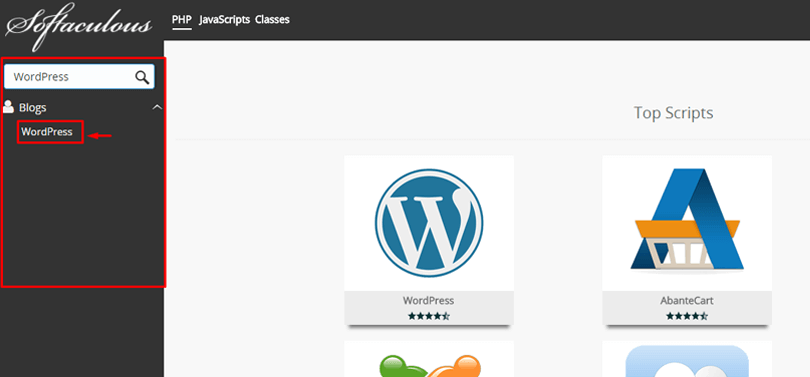 Softaculous
PHP JavaScripts Classes
WordPress
Blogs
WordPress
Top Scripts
WordPress
AbanteCart